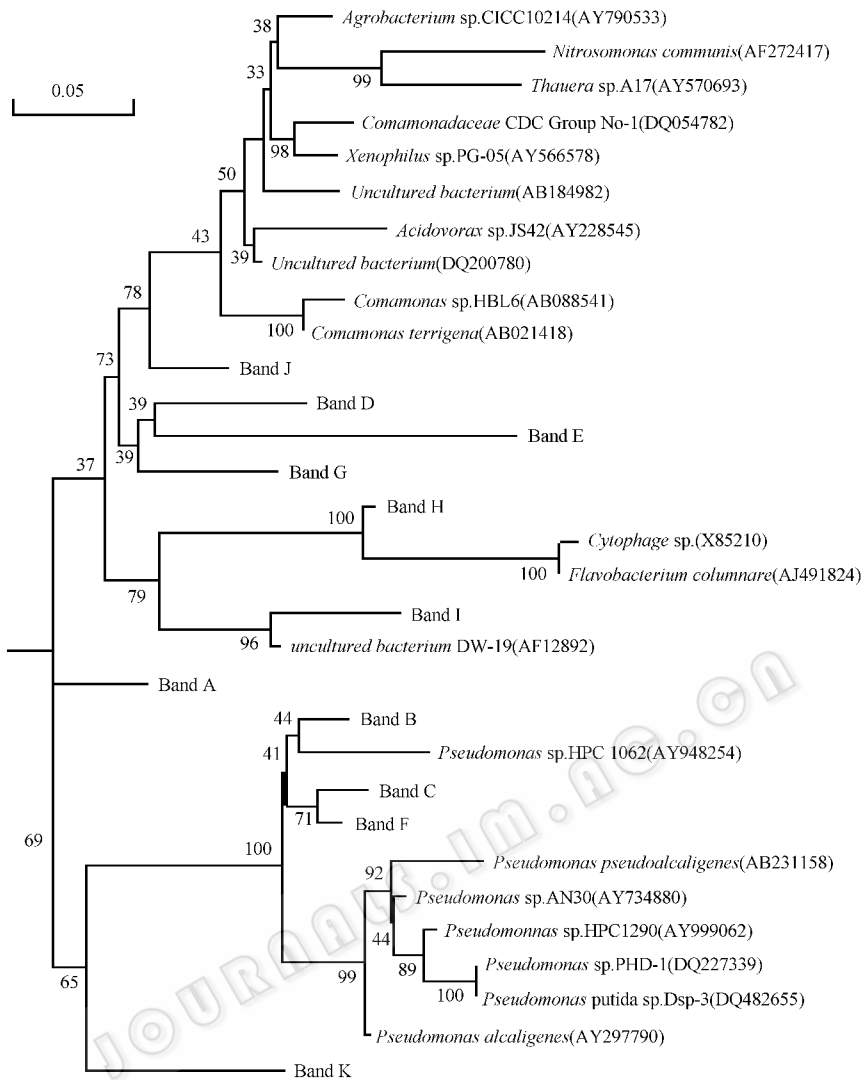 38
Agrobacterium sp.CICC10214(AY790533)
Nitrosomonas communis(AF272417)
33
99
Thauera sp.A17(AY570693)
0.05
Comamonadaceae CDC Group No-1(DQ054782)
98
Xenophilus sp.PG-05(AY566578)
50
Uncultured bacterium(AB184982)
43
Acidovorax sp.JS42(AY228545)
39
Uncultured bacterium(DQ200780)
78
Comamonas sp.HBL6(AB088541)
100
Comamonas terrigena(AB021418)
73
Band J
39
Band D
Band E
39
37
Band G
100
Band H
Cytophage sp.(X85210)
100
Flavobacterium columnare(AJ491824)
79
Band I
96
uncultured bacterium DW-19(AF12892)
Band A
44
Band B
41
Pseudomonas sp.HPC 1062(AY948254)
Band C
71
Band F
69
100
Pseudomonas pseudoalcaligenes(AB231158)
92
Pseudomonas sp.AN30(AY734880)
44
Pseudomonnas sp.HPC1290(AY999062)
89
Pseudomonas sp.PHD-1(DQ227339)
65
99
100
Pseudomonas putida sp.Dsp-3(DQ482655)
Pseudomonas alcaligenes(AY297790)
Band K
JOURNALS.IM.AC.CN